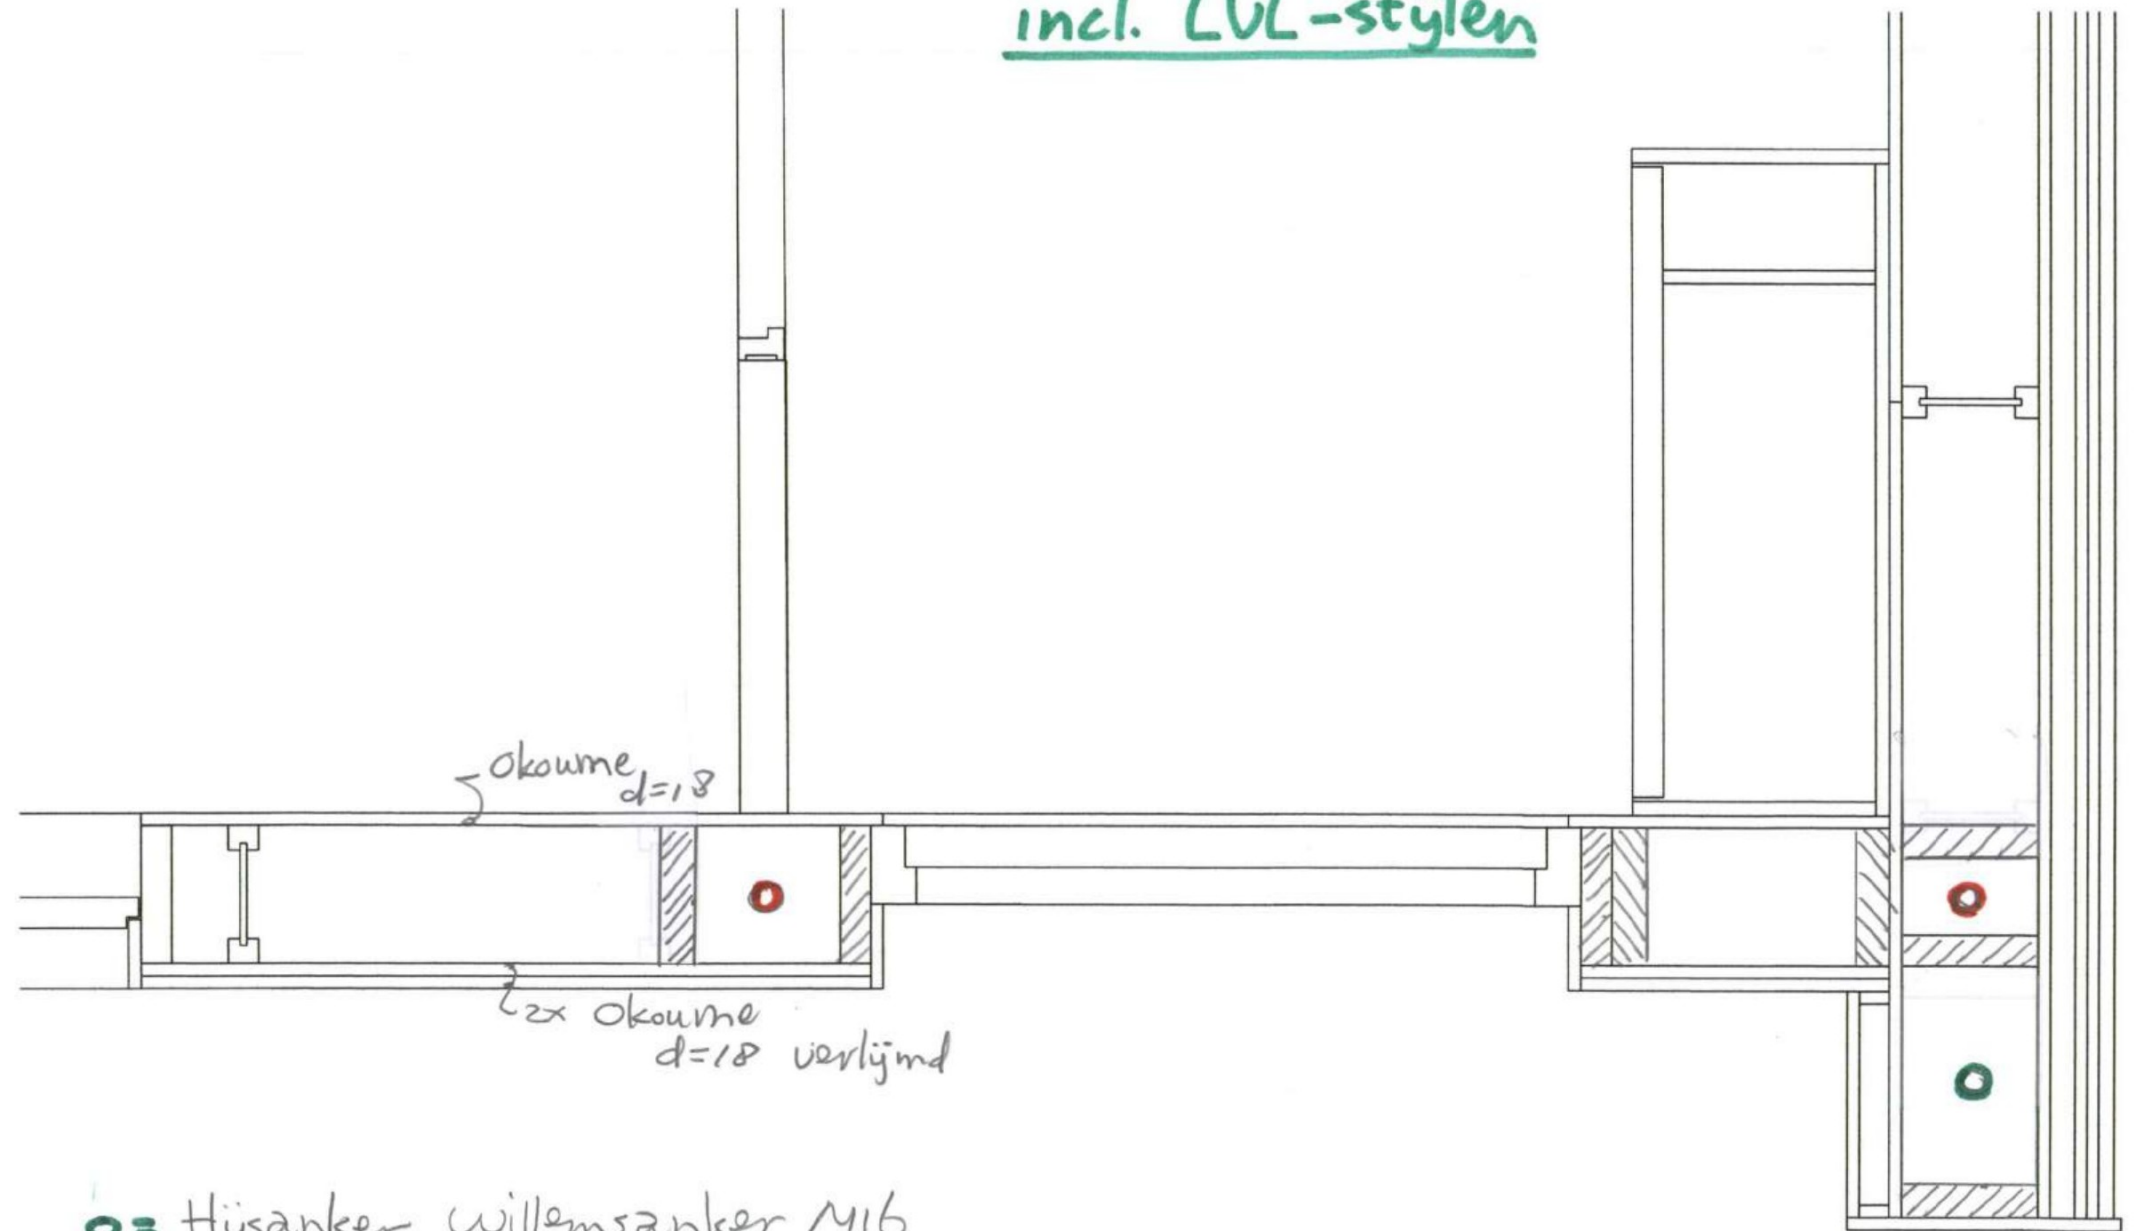 incl. LVL-stylen
Okoume
d=18
2x Okoume
d=18 verlijmd
= Hijsanker Willemsanker M16